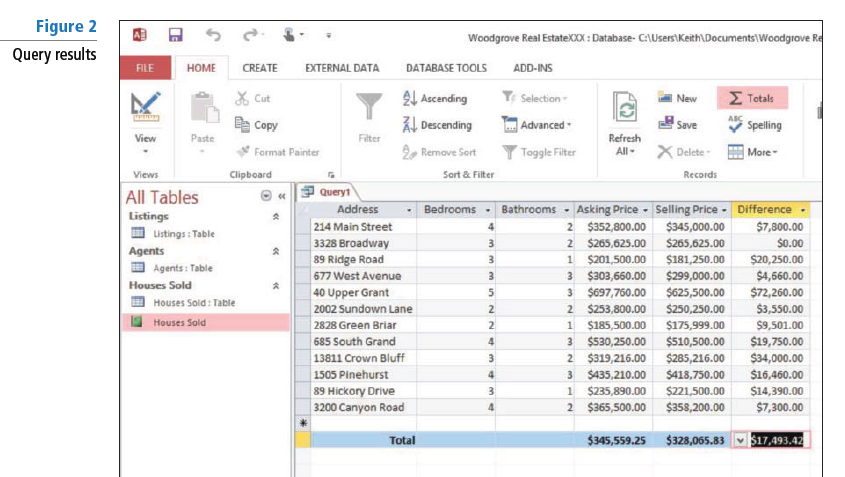 Figure 2
Query results
Woodgrove Real EstateXXX : Database- C:\Users\Keith\Documents\Woodgrove Re
FILE HOME CREATE EXTERNAL DATA DATABASE TOOLS ADD-INS
View
Paste
Cut
Copy
Format Painter
Filter
Ascending
Descending
Remove Sort
Selection
Advanced
Toggle Filter
Refresh
All
New
Save
Delete
Totals
Spelling
More
Views Clipboard Sort & Filter Records
All Tables
Listings
Listings : Table
Agents
Agents : Table
Houses Sold
Houses Sold : Table
Houses Sold
Query1
Address Bedrooms Bathrooms Asking Price Selling Price Difference
214 Main Street 4 2 $352,800.00 $345,000.00 $7,800.00
3328 Broadway 3 2 $265,625.00 $265,625.00 $0.00
89 Ridge Road 3 1 $201,500.00 $181,250.00 $20,250.00
677 West Avenue 3 3 $303,660.00 $299,000.00 $4,660.00
40 Upper Grant 5 3 $697,760.00 $625,500.00 $72,260.00
2002 Sundown Lane 2 2 $253,800.00 $250,250.00 $3,550.00
2828 Green Briar 2 1 $185,500.00 $175,999.00 $9,501.00
685 South Grand 4 3 $530,250.00 $510,500.00 $19,750.00
13811 Crown Bluff 3 2 $319,216.00 $285,216.00 $34,000.00
1505 Pinehurst 4 3 $435,210.00 $418,750.00 $16,460.00
89 Hickory Drive 3 1 $235,890.00 $221,500.00 $14,390.00
3200 Canyon Road 4 2 $365,500.00 $358,200.00 $7,300.00
Total $345,559.25 $328,065.83 $17,493.42